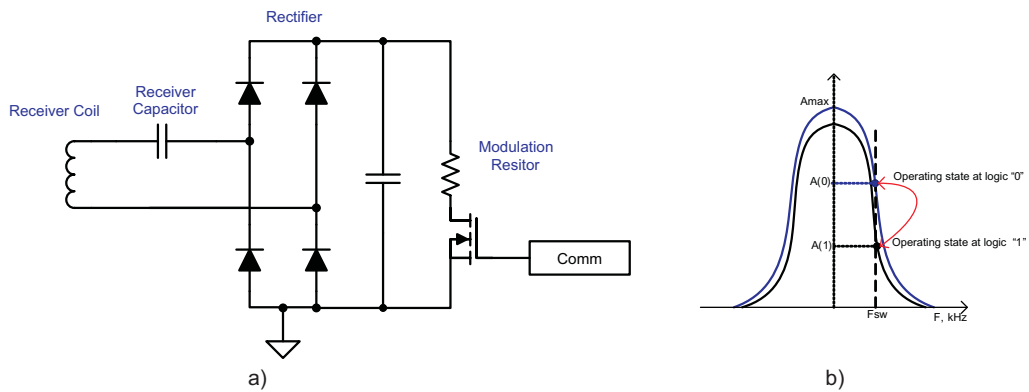 Rectifier
Receiver
Capacitor
Receiver Coil
Modulation
Resitor
Comm
a)
Amax
A(0)
Operating state at logic “0”
A(1)
Operating state at logic “1”
Fsw
F, kHz
b)